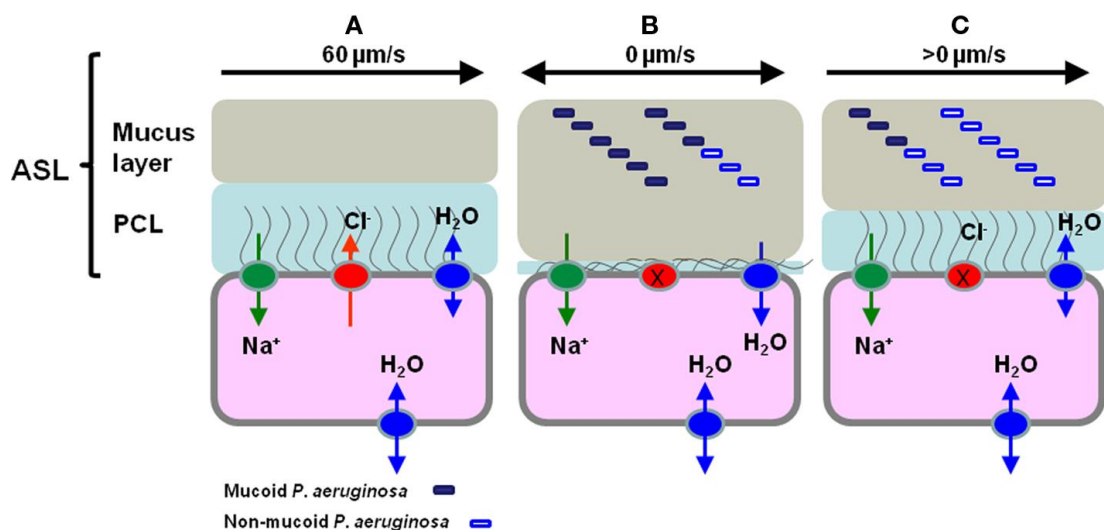 A B C
60 µm/s 0 µm/s >0 µm/s
ASL
Mucus
layer
PCL
Cl⁻ H₂O Cl⁻ H₂O
X X
Na⁺ Na⁺ H₂O Na⁺
H₂O H₂O H₂O
Mucoid P. aeruginosa
Non-mucoid P. aeruginosa